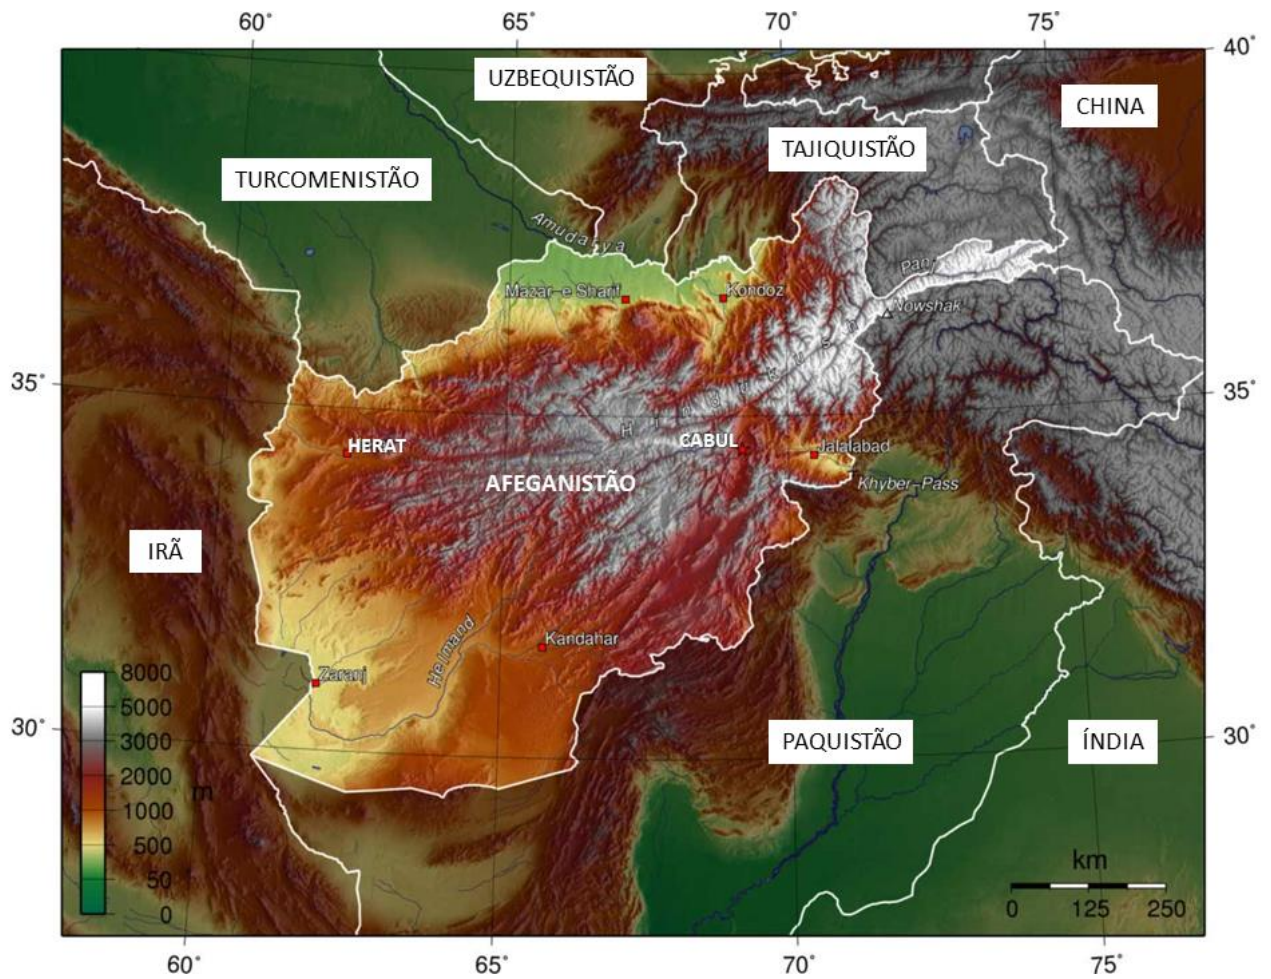 60° 65° 70° 75°
40°
UZBEQUISTÃO
CHINA
TAJIQUISTÃO
TURCOMENISTÃO
Amudarya
Panj
Mazar-e Sharif
Kondoz
Nowshak
35° 35°
Hindukush
HERAT
CABUL
Jalalabad
AFEGANISTÃO
Khyber-Pass
IRÃ
Helmand
Kandahar
Zaranj
8000
5000
3000
2000
1000
500
50
0
m
30° 30°
PAQUISTÃO
ÍNDIA
km
0 125 250
60° 65° 70° 75°